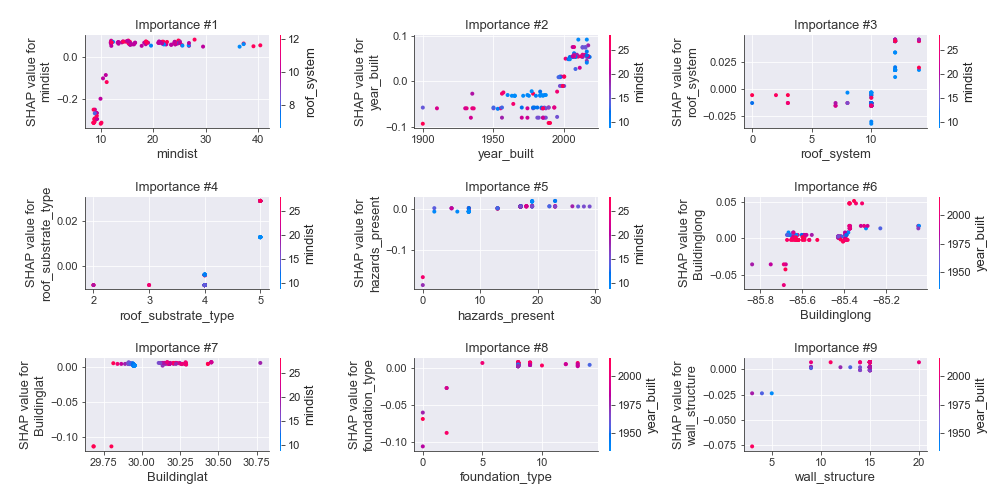 Importance #1
SHAP value for
mindist
0.0
−0.2
10
20
30
40
mindist
12
10
8
roof_system
Importance #2
SHAP value for
year_built
0.1
0.0
−0.1
1900
1950
2000
year_built
25
20
15
10
mindist
Importance #3
SHAP value for
roof_system
0.025
0.000
−0.025
0
5
10
roof_system
25
20
15
10
mindist
Importance #4
SHAP value for
roof_substrate_type
0.02
0.00
2
3
4
5
roof_substrate_type
25
20
15
10
mindist
Importance #5
SHAP value for
hazards_present
0.0
−0.1
0
10
20
30
hazards_present
25
20
15
10
mindist
Importance #6
SHAP value for
Buildinglong
0.05
0.00
−0.05
−85.8
−85.6
−85.4
−85.2
Buildinglong
2000
1975
1950
year_built
Importance #7
SHAP value for
Buildinglat
0.00
−0.05
−0.10
29.75
30.00
30.25
30.50
30.75
Buildinglat
25
20
15
10
mindist
Importance #8
SHAP value for
foundation_type
0.00
−0.05
−0.10
0
5
10
foundation_type
2000
1975
1950
year_built
Importance #9
SHAP value for
wall_structure
0.000
−0.025
−0.050
−0.075
5
10
15
20
wall_structure
2000
1975
1950
year_built